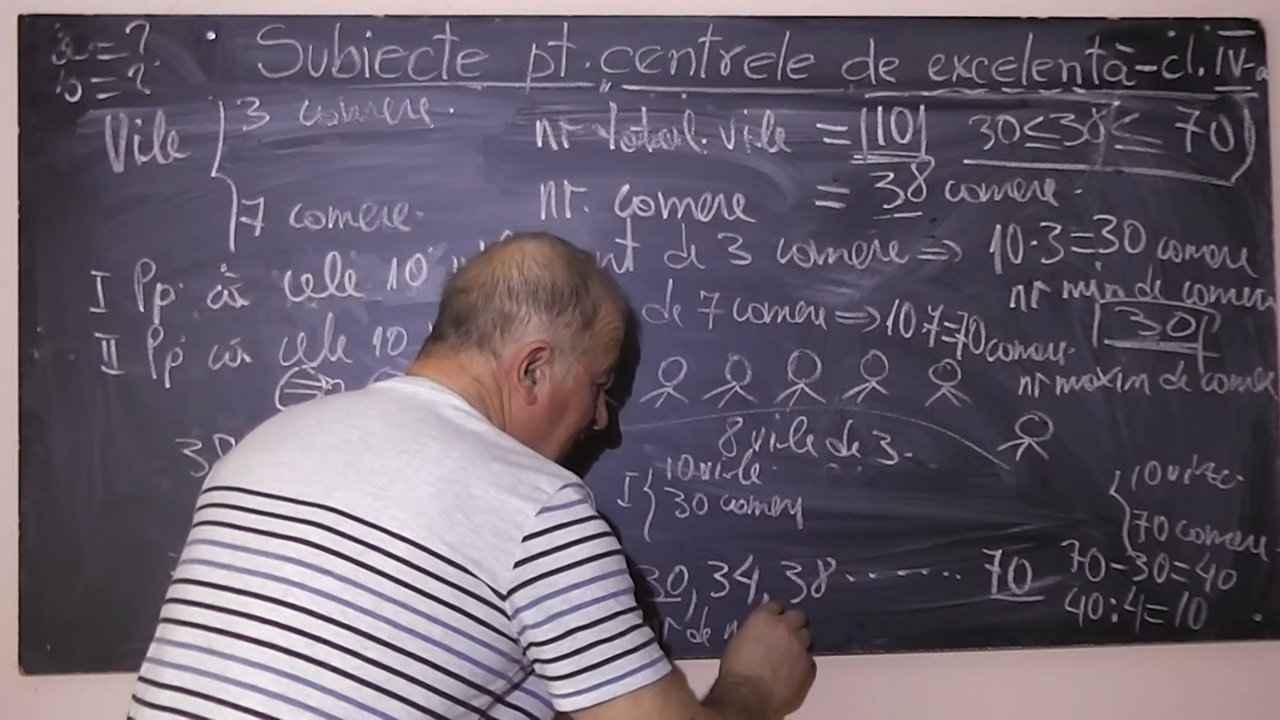 a=?
b=?
Subiecte pt. centrele de excelență-cl. IV-a
Vile
3 camere.
7 camere.
nr total vile = 10 30≤38≤70
nr. camere = 38 camere.
I Pp că cele 10 de 3 camere ⇒ 10·3=30 camere
nr min de camere
30
II Pp că cele 10 de 7 camere ⇒ 10·7=70 camere.
nr maxim de camere
8 vile de 3.
I
10 vile.
30 camere
10 vile
70 camere.
30, 34, 38 ........ 70
70-30=40
40:4=10
de